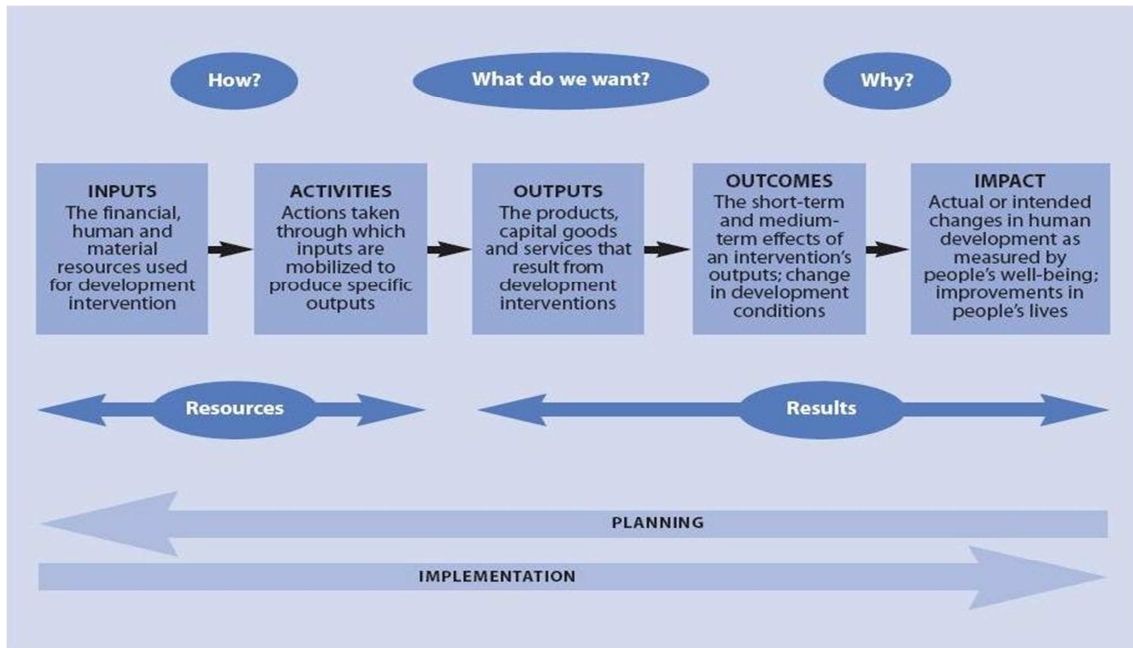 How?
What do we want?
Why?
INPUTS
The financial,
human and
material
resources used
for development
intervention
ACTIVITIES
Actions taken
through which
inputs are
mobilized to
produce specific
outputs
OUTPUTS
The products,
capital goods
and services that
result from
development
interventions
OUTCOMES
The short-term
and medium-
term effects of
an intervention’s
outputs; change
in development
conditions
IMPACT
Actual or intended
changes in human
development as
measured by
people’s well-being;
improvements in
people’s lives
Resources
Results
PLANNING
IMPLEMENTATION